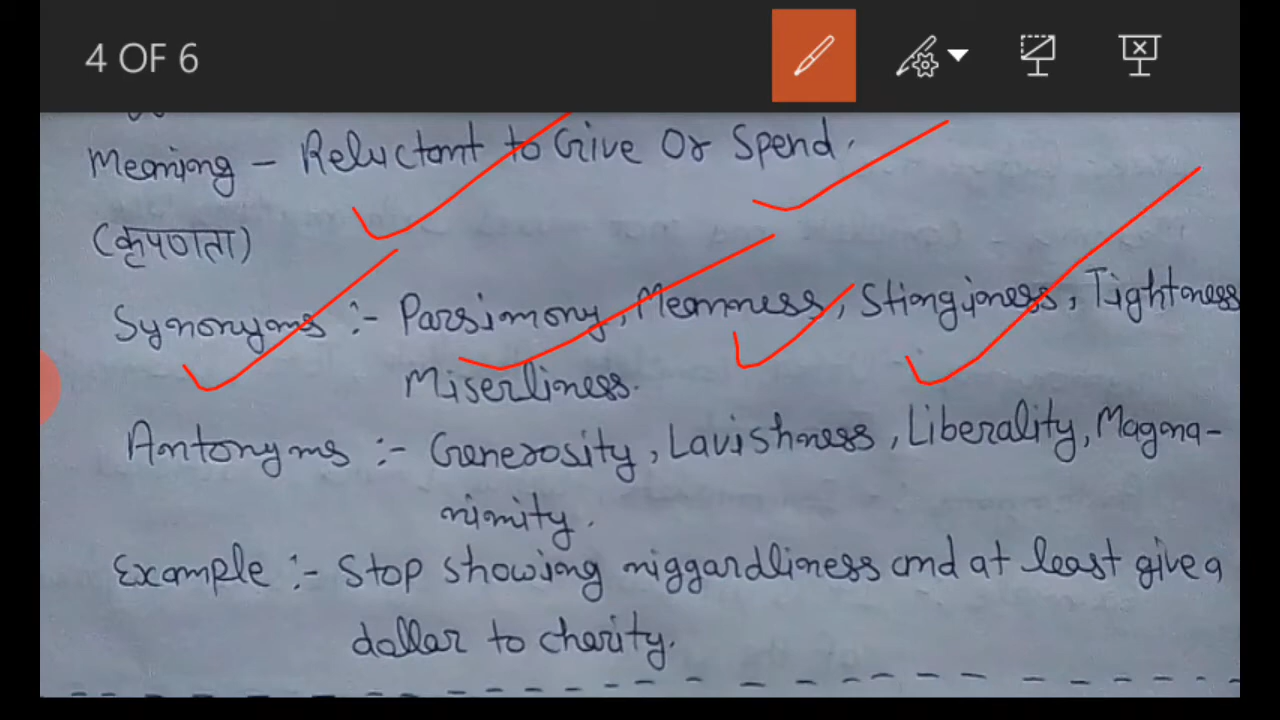 4 OF 6
Meaning - Reluctant to Give Or Spend.
(कृपणता)
Synonyms :- Parsimony, Meanness, Stinginess, Tightness
Miserliness.
Antonyms :- Generosity, Lavishness, Liberality, Magna-
nimity.
Example :- Stop showing niggardliness and at least give a
dollar to charity.